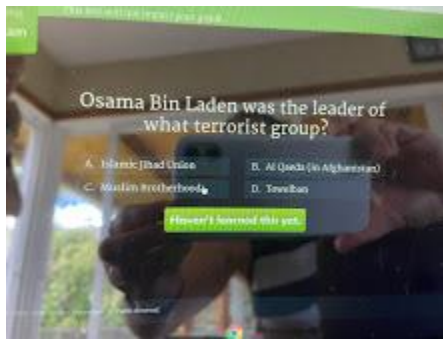 Osama Bin Laden was the leader of
what terrorist group?
A. Islamic Jihad Union
B. Al Qaeda (in Afghanistan)
C. Muslim Brotherhood
D. Towelban
Haven't learned this yet.